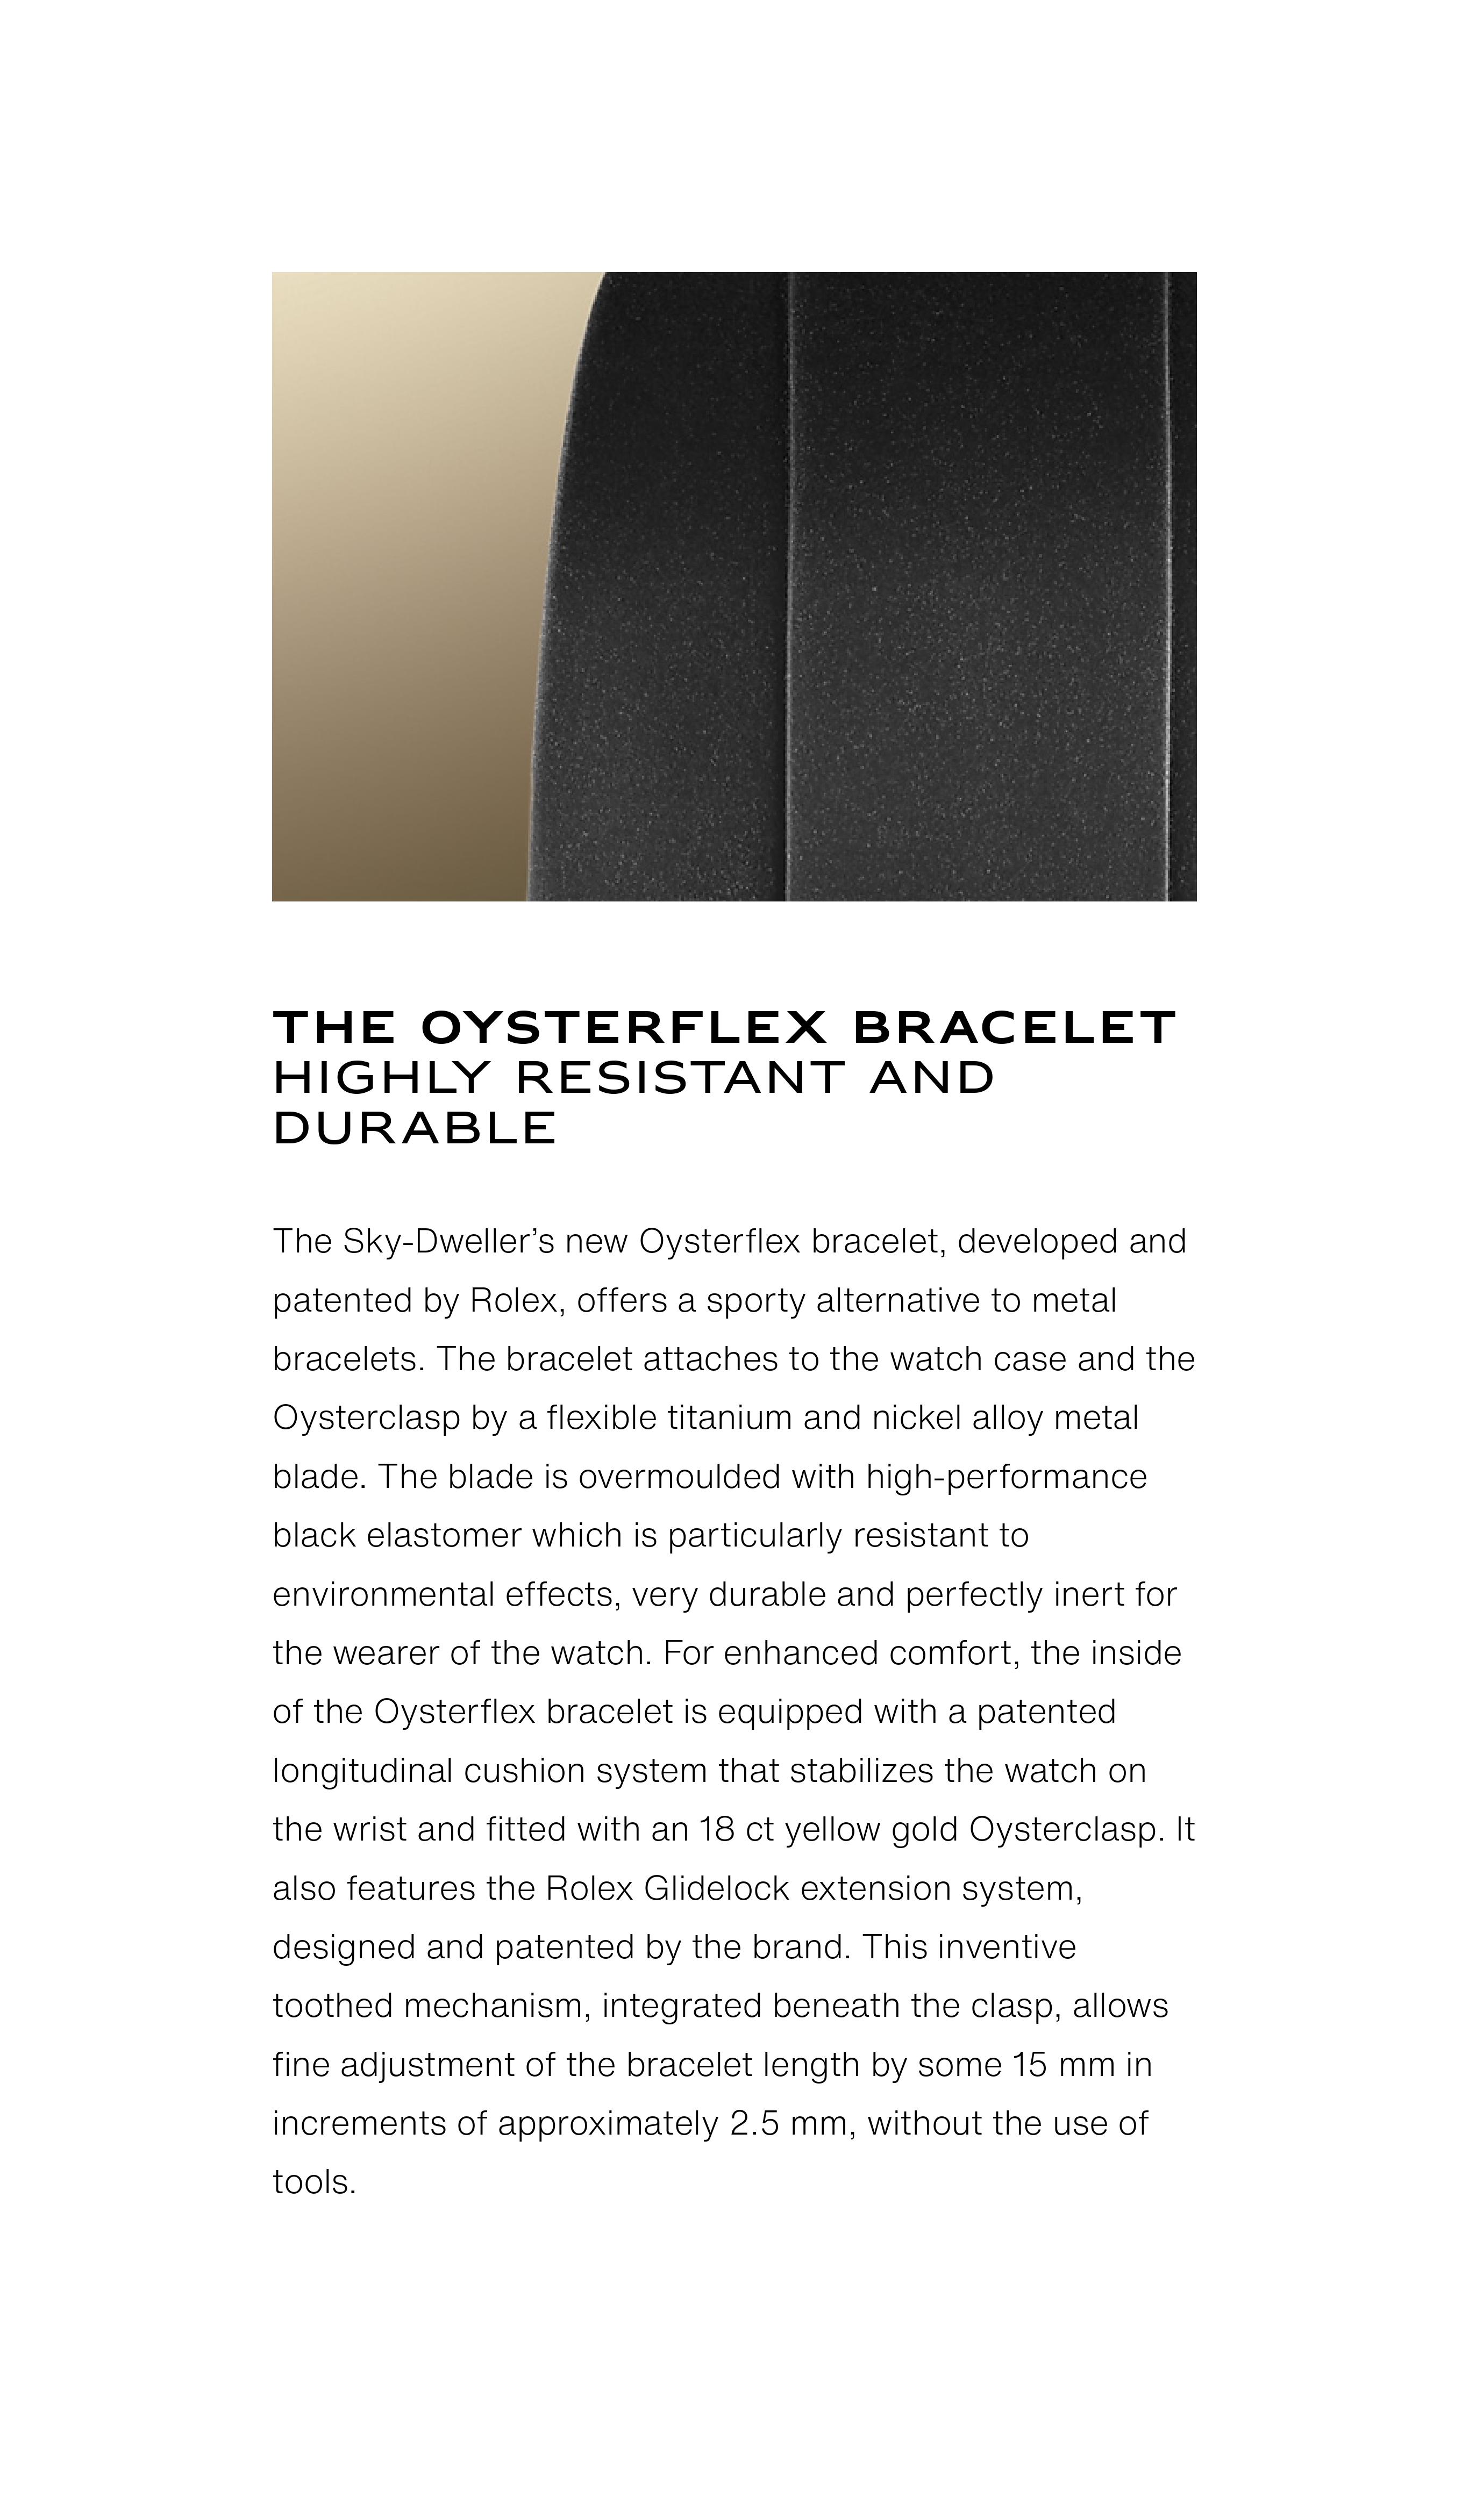 THE OYSTERFLEX BRACELET
HIGHLY RESISTANT AND
DURABLE
The Sky-Dweller’s new Oysterflex bracelet, developed and
patented by Rolex, offers a sporty alternative to metal
bracelets. The bracelet attaches to the watch case and the
Oysterclasp by a flexible titanium and nickel alloy metal
blade. The blade is overmoulded with high-performance
black elastomer which is particularly resistant to
environmental effects, very durable and perfectly inert for
the wearer of the watch. For enhanced comfort, the inside
of the Oysterflex bracelet is equipped with a patented
longitudinal cushion system that stabilizes the watch on
the wrist and fitted with an 18 ct yellow gold Oysterclasp. It
also features the Rolex Glidelock extension system,
designed and patented by the brand. This inventive
toothed mechanism, integrated beneath the clasp, allows
fine adjustment of the bracelet length by some 15 mm in
increments of approximately 2.5 mm, without the use of
tools.